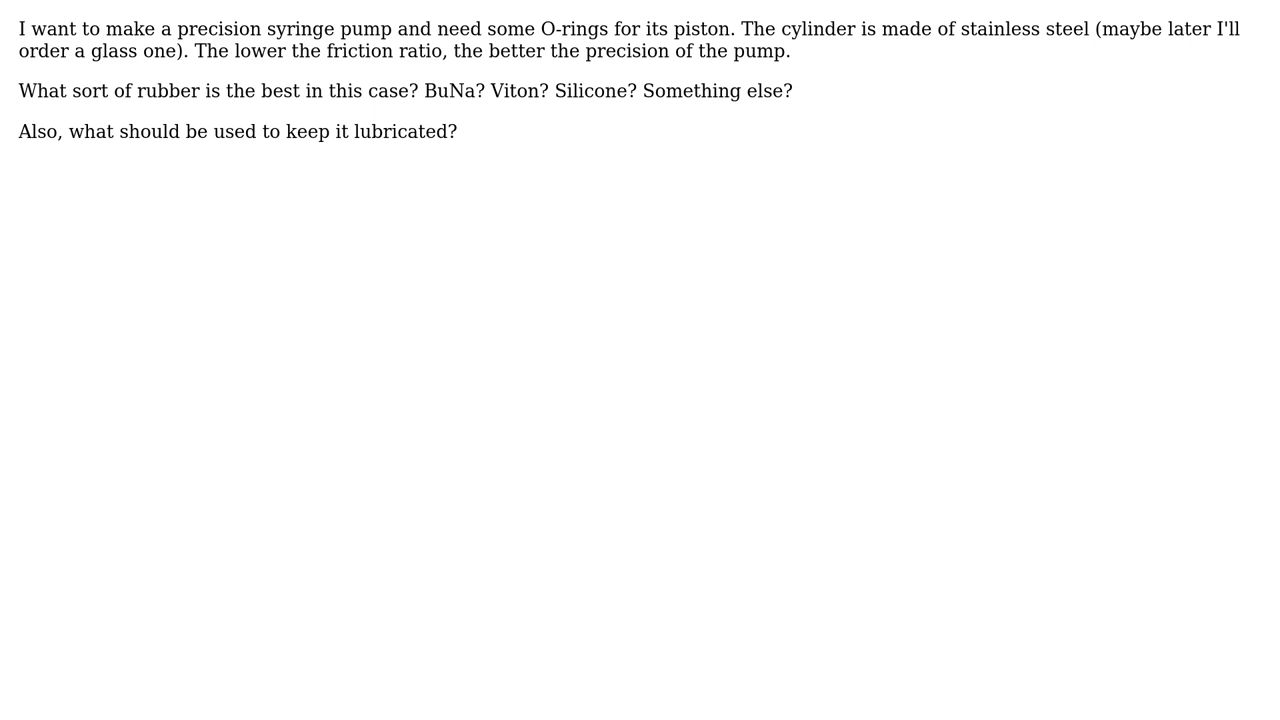 I want to make a precision syringe pump and need some O-rings for its piston. The cylinder is made of stainless steel (maybe later I'll
order a glass one). The lower the friction ratio, the better the precision of the pump.
What sort of rubber is the best in this case? BuNa? Viton? Silicone? Something else?
Also, what should be used to keep it lubricated?